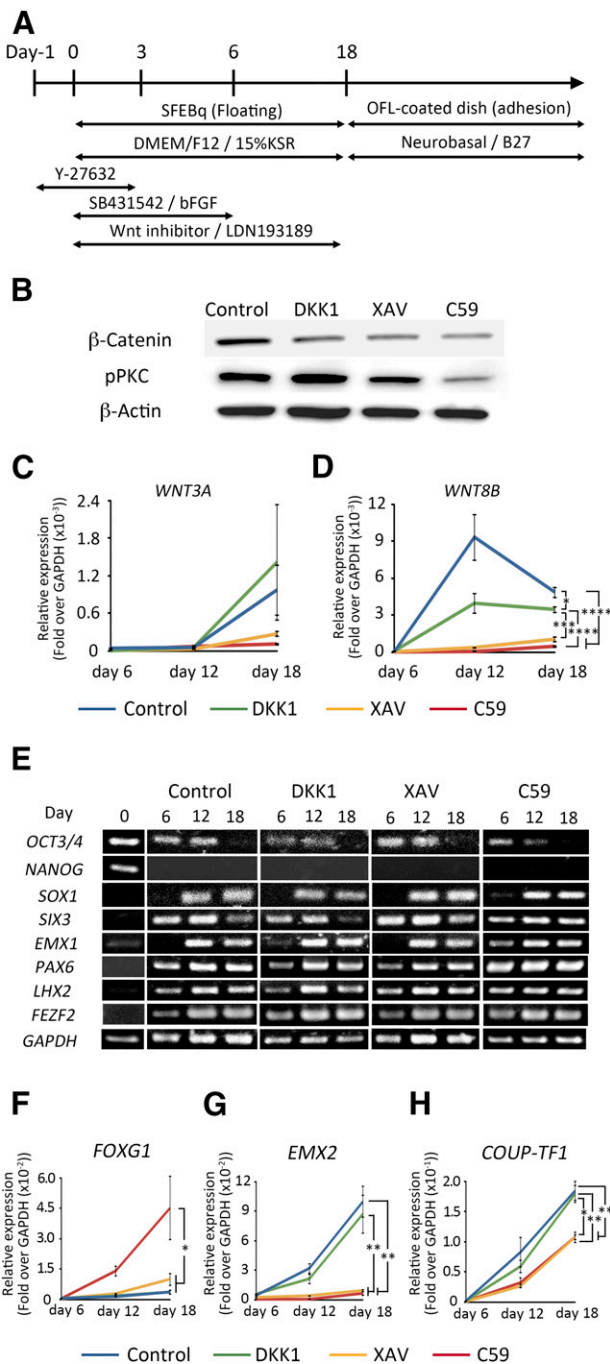 A
Day-1 0 3 6 18
SFEBq (Floating) OFL-coated dish (adhesion)
DMEM/F12 / 15%KSR Neurobasal / B27
Y-27632
SB431542 / bFGF
Wnt inhibitor / LDN193189
B
Control DKK1 XAV C59
β-Catenin
pPKC
β-Actin
C
WNT3A
Relative expression
(Fold over GAPDH (x10⁻³))
2.4
1.8
1.2
0.6
0
day 6 day 12 day 18
D
WNT8B
Relative expression
(Fold over GAPDH (x10⁻³))
12
9
6
3
0
*
***
****
****
****
day 6 day 12 day 18
Control DKK1 XAV C59
E
Control DKK1 XAV C59
Day 0 6 12 18 6 12 18 6 12 18 6 12 18
OCT3/4
NANOG
SOX1
SIX3
EMX1
PAX6
LHX2
FEZF2
GAPDH
F
FOXG1
Relative expression
(Fold over GAPDH (x10⁻²))
6.0
4.5
3.0
1.5
0
*
day 6 day 12 day 18
G
EMX2
Relative expression
(Fold over GAPDH (x10⁻²))
12
9
6
3
0
**
**
day 6 day 12 day 18
H
COUP-TF1
Relative expression
(Fold over GAPDH (x10⁻¹))
2.0
1.5
1.0
0.5
0
*
**
**
day 6 day 12 day 18
Control DKK1 XAV C59